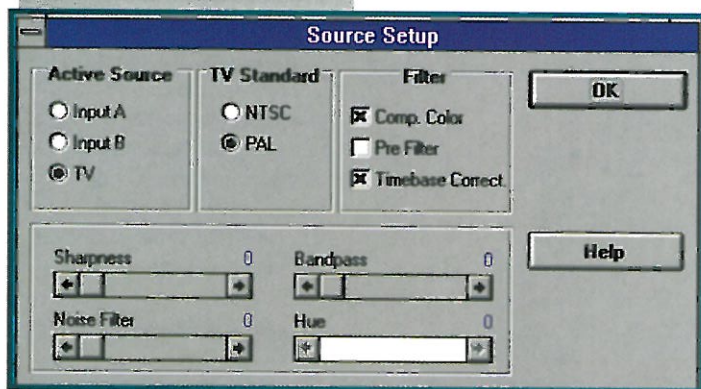 Source Setup
Active Source
Input A
Input B
TV
TV Standard
NTSC
PAL
Filter
Comp. Color
Pre Filter
Timebase Correct.
OK
Help
Sharpness 0
Bandpass 0
Noise Filter 0
Hue 0